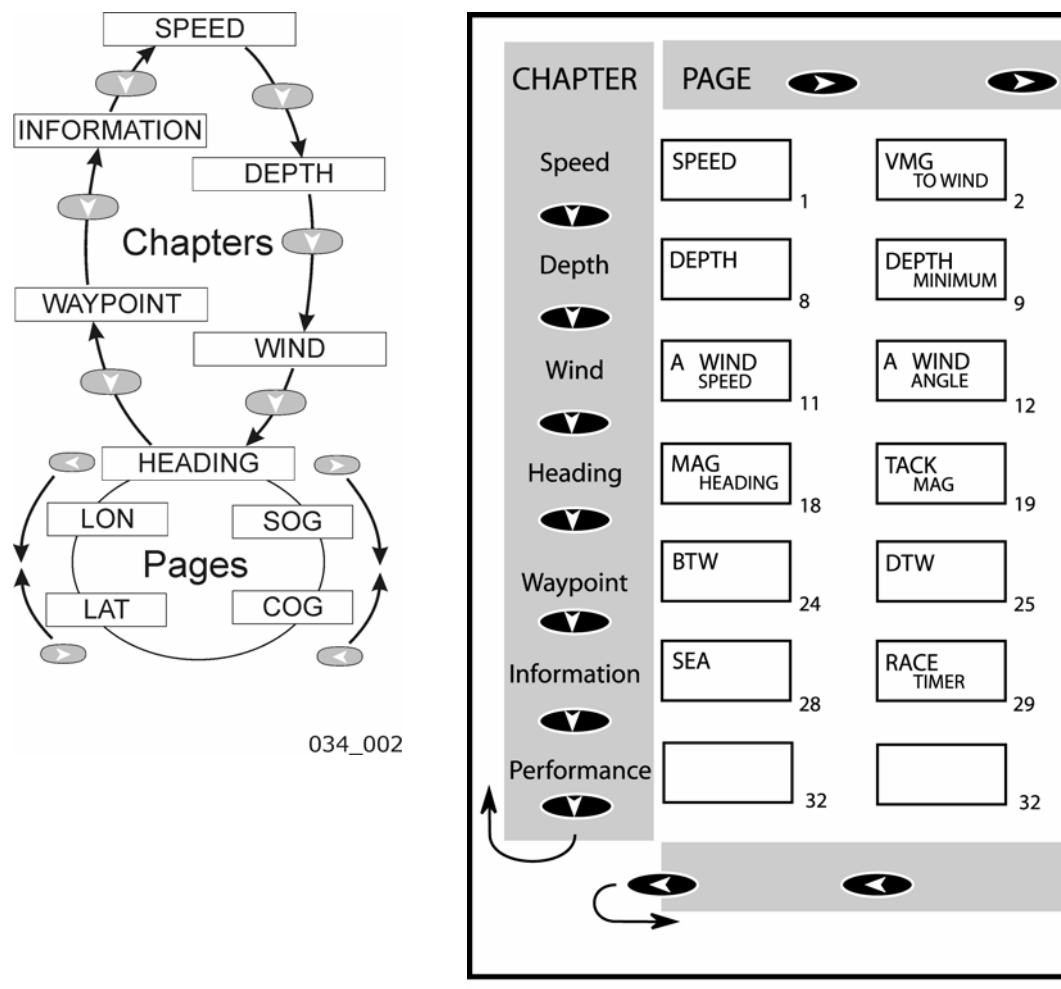 SPEED
INFORMATION
DEPTH
Chapters
WAYPOINT
WIND
HEADING
LON
SOG
Pages
LAT
COG
034_002
CHAPTER
PAGE
Speed
SPEED
1
VMG
TO WIND
2
Depth
DEPTH
8
DEPTH
MINIMUM
9
Wind
A WIND
SPEED
11
A WIND
ANGLE
12
Heading
MAG
HEADING
18
TACK
MAG
19
Waypoint
BTW
24
DTW
25
Information
SEA
28
RACE
TIMER
29
Performance
32
32